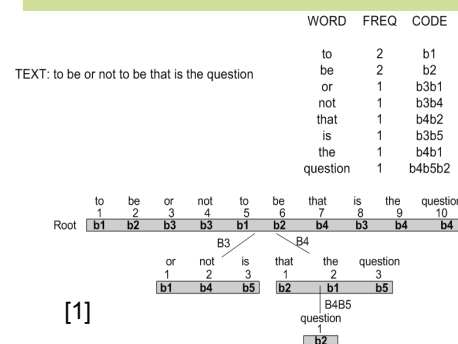 WORD FREQ CODE
to 2 b1
be 2 b2
TEXT: to be or not to be that is the question
or 1 b3b1
not 1 b3b4
that 1 b4b2
is 1 b3b5
the 1 b4b1
question 1 b4b5b2
to be or not to be that is the question
1 2 3 4 5 6 7 8 9 10
Root b1 b2 b3 b3 b1 b2 b4 b3 b4 b4
B3 B4
or not is that the question
1 2 3 1 2 3
b1 b4 b5 b2 b1 b5
B4B5
[1]
question
1
b2